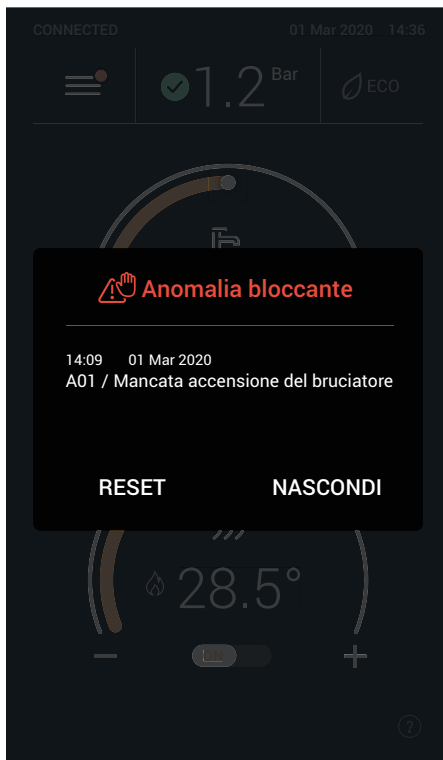 CONNECTED 01 Mar 2020 14:36
1.2 Bar ECO
Anomalia bloccante
14:09 01 Mar 2020
A01 / Mancata accensione del bruciatore
RESET NASCONDI
28.5°
− ON +
?